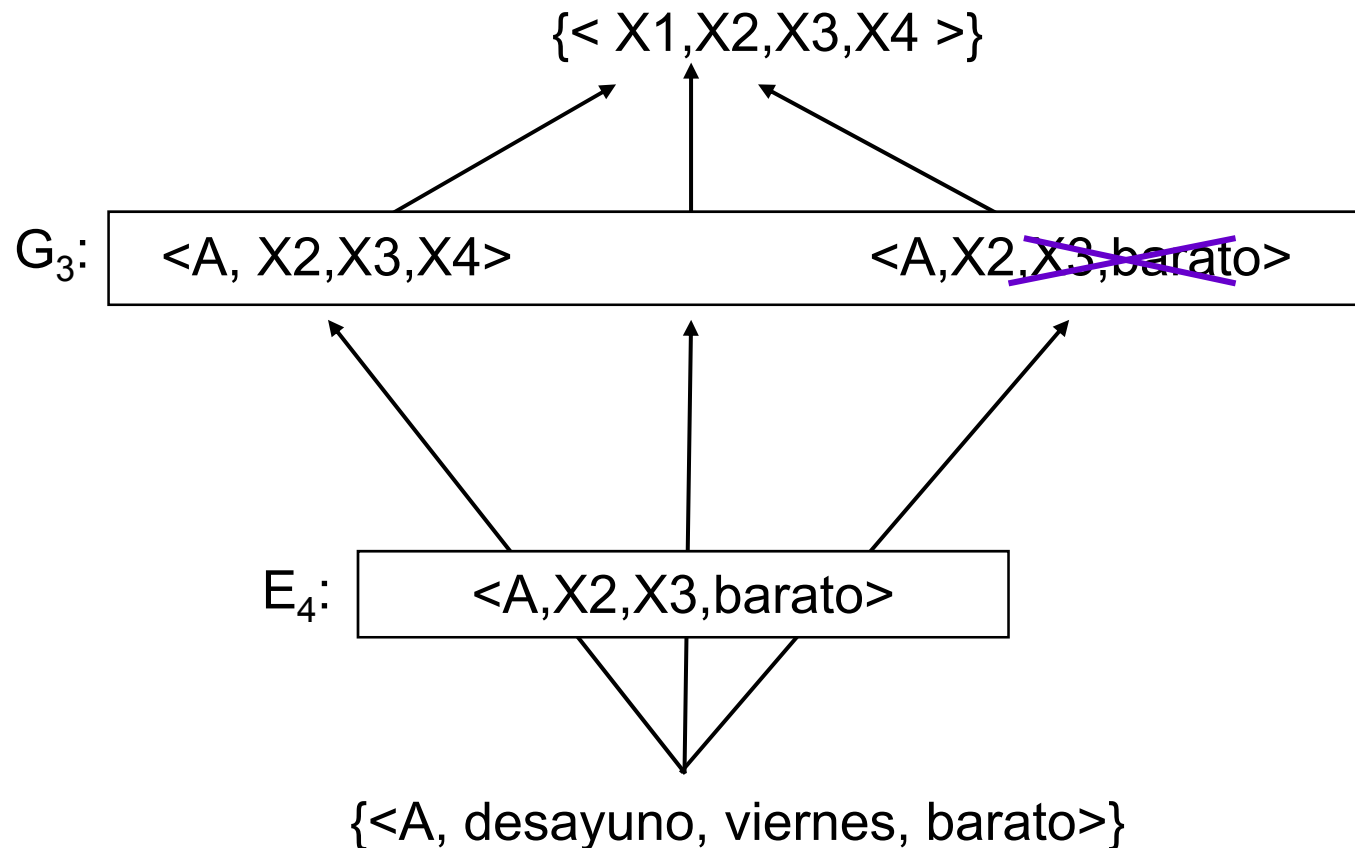 {< X1,X2,X3,X4 >}
G3: <A, X2,X3,X4> <A,X2,X3,barato>
E4: <A,X2,X3,barato>
{<A, desayuno, viernes, barato>}